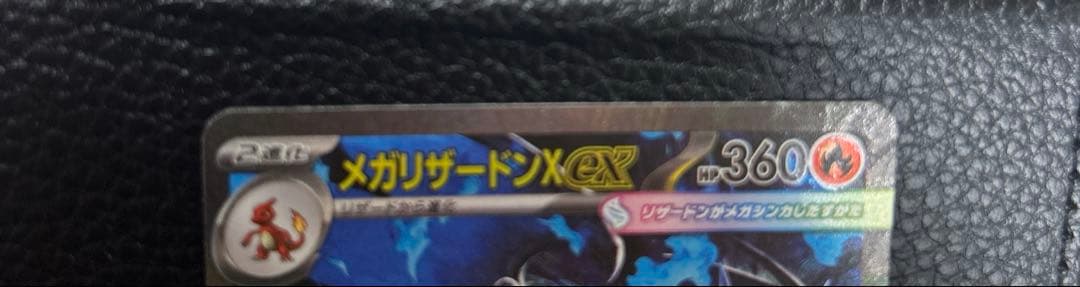 2進化
メガリザードンXex HP360
リザードから進化
リザードンがメガシンカしたすがた